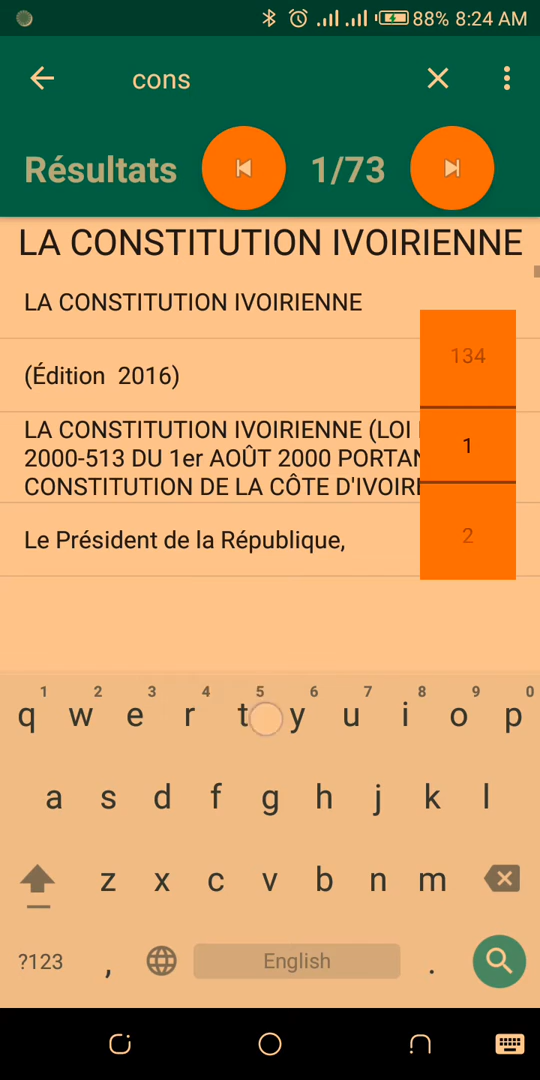 88% 8:24 AM
cons
Résultats 1/73
LA CONSTITUTION IVOIRIENNE
LA CONSTITUTION IVOIRIENNE
134
(Édition 2016)
LA CONSTITUTION IVOIRIENNE (LOI
1
2000-513 DU 1er AOÛT 2000 PORTAN
CONSTITUTION DE LA CÔTE D'IVOIRE
Le Président de la République,
2
1 2 3 4 5 6 7 8 9 0
q w e r t y u i o p
a s d f g h j k l
z x c v b n m
?123 , English .